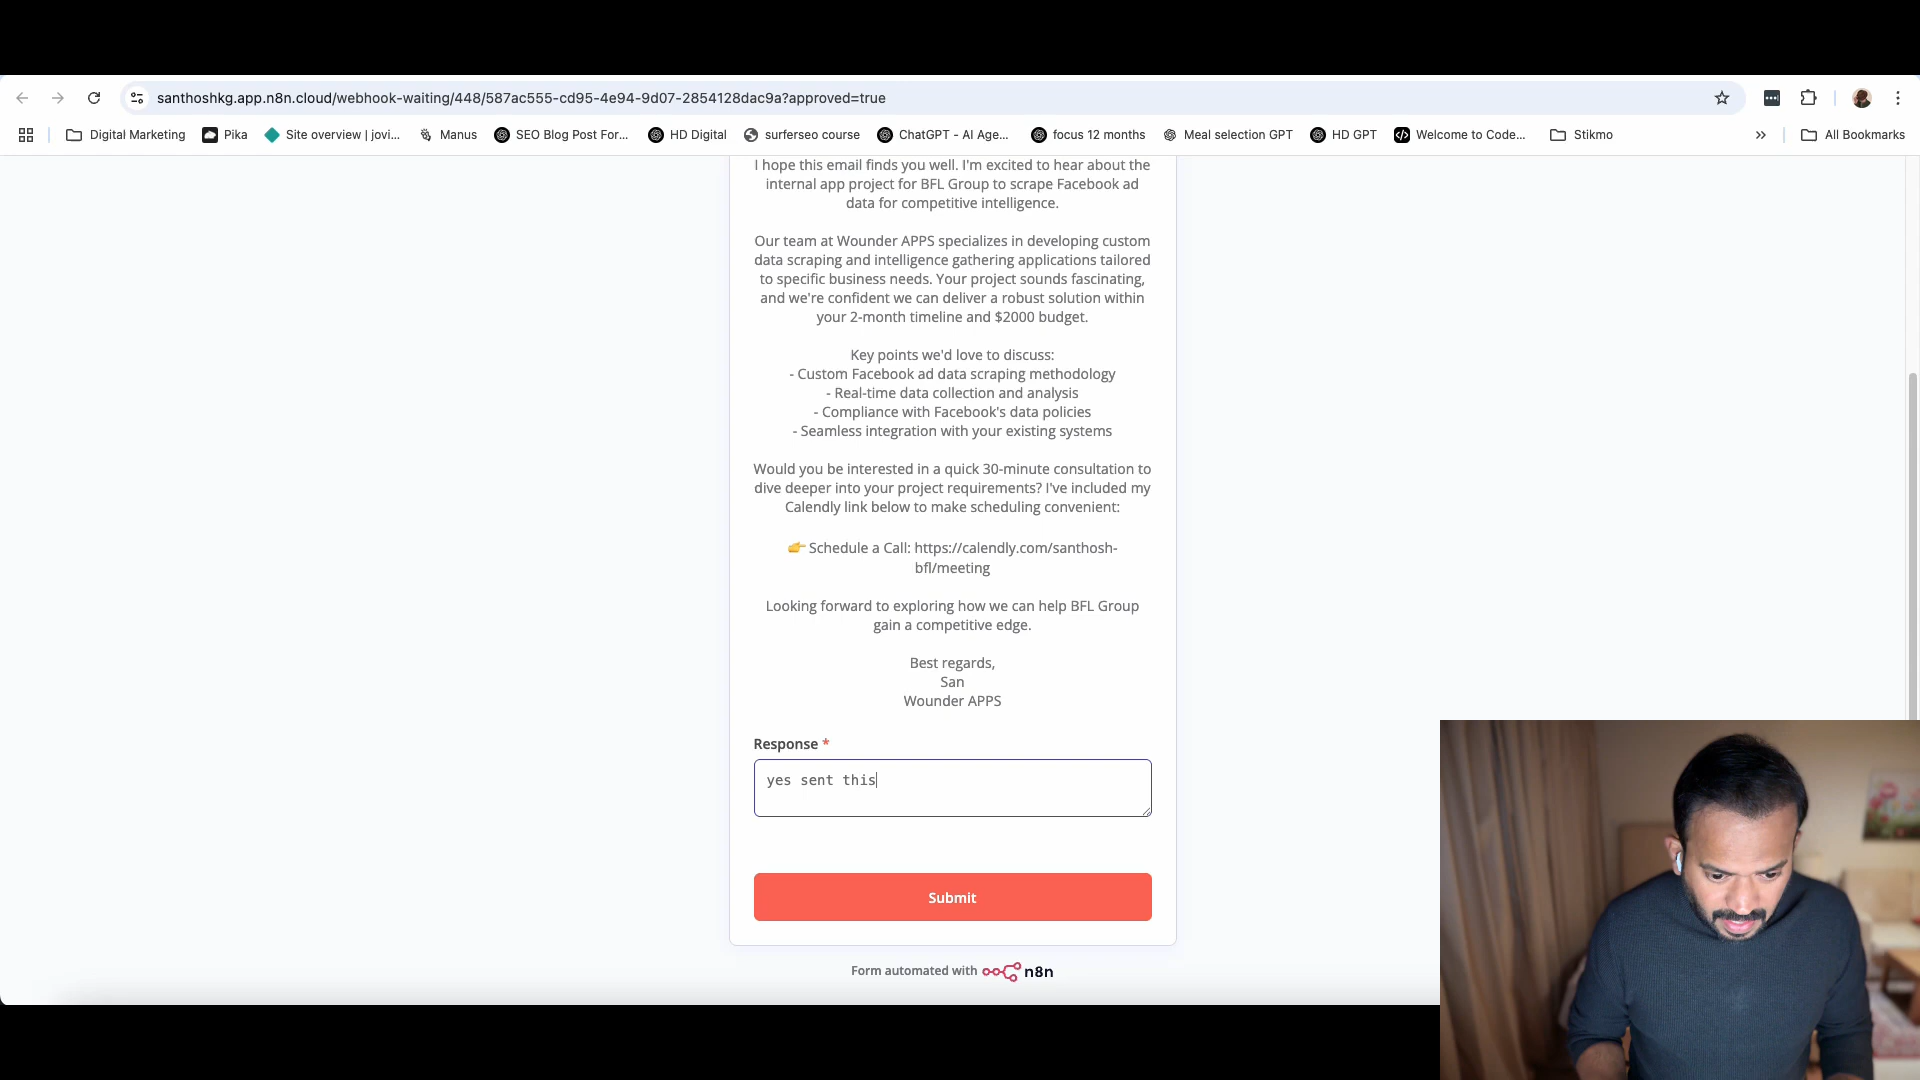 santhoshkg.app.n8n.cloud/webhook-waiting/448/587ac555-cd95-4e94-9d07-2854128dac9a?approved=true
Digital Marketing Pika Site overview | jovi... Manus SEO Blog Post For... HD Digital surferseo course ChatGPT - AI Age... focus 12 months Meal selection GPT HD GPT Welcome to Code... Stikmo » All Bookmarks
I hope this email finds you well. I'm excited to hear about the
internal app project for BFL Group to scrape Facebook ad
data for competitive intelligence.
Our team at Wounder APPS specializes in developing custom
data scraping and intelligence gathering applications tailored
to specific business needs. Your project sounds fascinating,
and we're confident we can deliver a robust solution within
your 2-month timeline and $2000 budget.
Key points we'd love to discuss:
- Custom Facebook ad data scraping methodology
- Real-time data collection and analysis
- Compliance with Facebook's data policies
- Seamless integration with your existing systems
Would you be interested in a quick 30-minute consultation to
dive deeper into your project requirements? I've included my
Calendly link below to make scheduling convenient:
👉 Schedule a Call: https://calendly.com/santhosh-
bfl/meeting
Looking forward to exploring how we can help BFL Group
gain a competitive edge.
Best regards,
San
Wounder APPS
Response *
yes sent this
Submit
Form automated with n8n